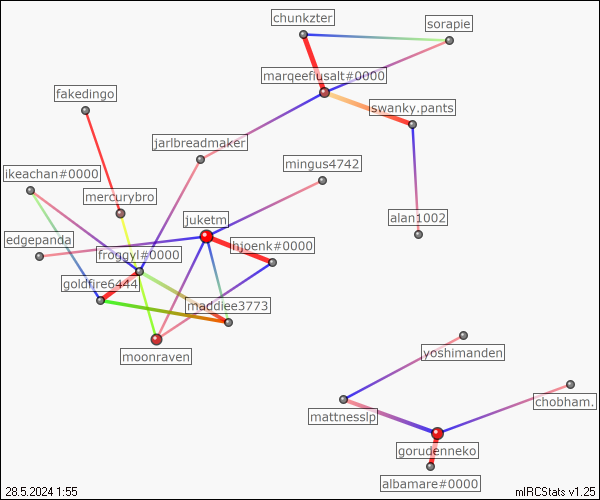 chunkzter
sorapie
marqeefiusalt#0000
fakedingo
swanky.pants
jarlbreadmaker
mingus4742
ikeachan#0000
mercurybro
juketm
alan1002
edgepanda
hjoenk#0000
froggyl#0000
goldfire6444
maddiee3773
moonraven
yoshimanden
chobham.
mattnesslp
gorudenneko
albamare#0000
28.5.2024 1:55
mIRCStats v1.25